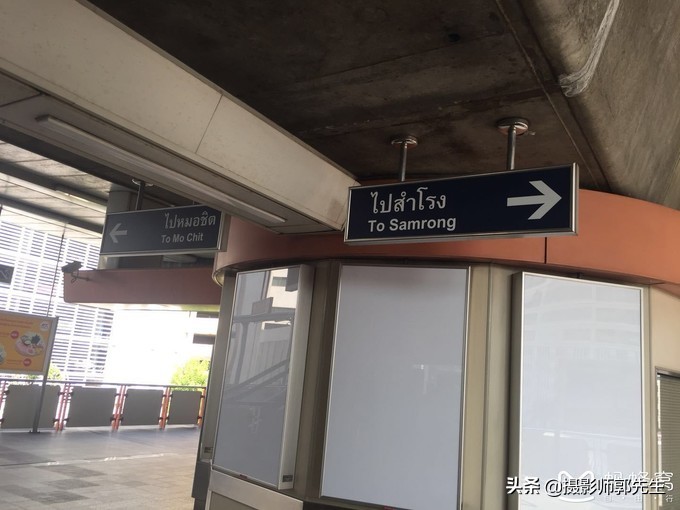 ไปสำโรง
To Samrong
ไปหมอชิต
To Mo Chit
头条 @摄影师郭先生